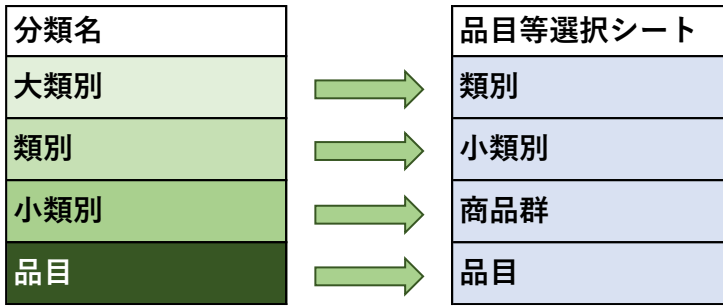 分類名
品目等選択シート
大類別
類別
類別
小類別
小類別
商品群
品目
品目